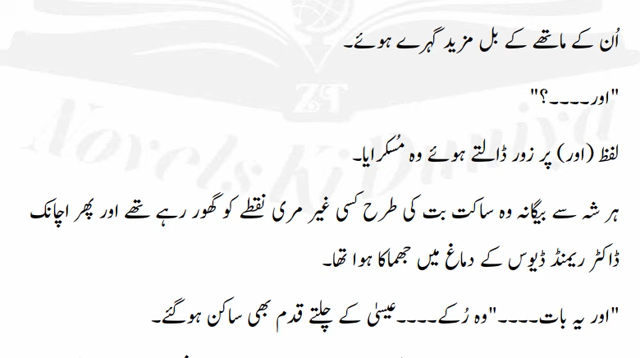 اُن کے ماتھے کے بل مزید گہرے ہوئے۔
"اور۔۔۔۔؟"
لفظ (اور) پر زور ڈالتے ہوئے وہ مُسکرایا۔
ہر شہ سے بیگانہ وہ ساکت بت کی طرح کسی غیر مری نقطے کو گھور رہے تھے اور پھر اچانک
ڈاکٹر ریمنڈ ڈیوس کے دماغ میں جھماکا ہوا تھا۔
"اور یہ بات۔۔۔۔"وہ رُکے۔۔۔۔عیسیٰ کے چلتے قدم بھی ساکن ہوگئے۔
Novels Ki Duniya